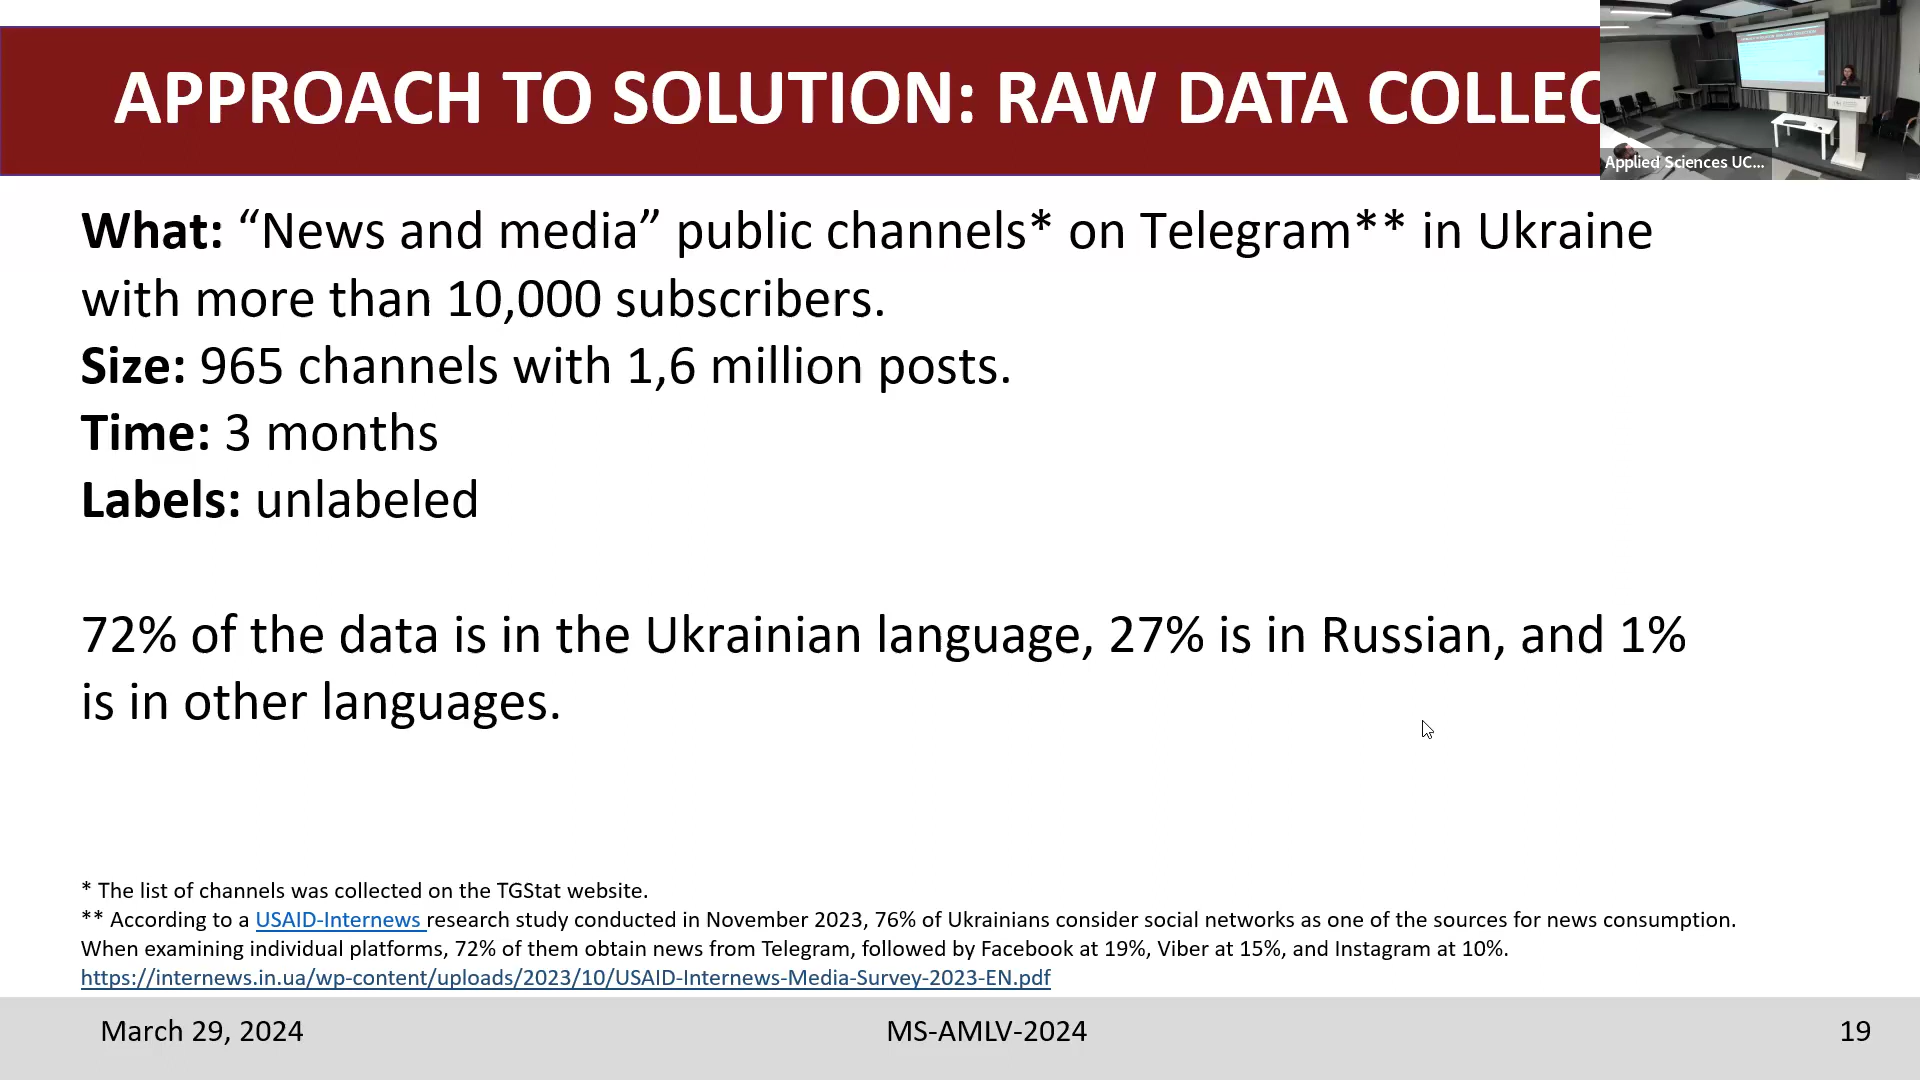 APPROACH TO SOLUTION: RAW DATA COLLEC
Applied Sciences UC...
What: “News and media” public channels* on Telegram** in Ukraine
with more than 10,000 subscribers.
Size: 965 channels with 1,6 million posts.
Time: 3 months
Labels: unlabeled
72% of the data is in the Ukrainian language, 27% is in Russian, and 1%
is in other languages.
* The list of channels was collected on the TGStat website.
** According to a USAID-Internews research study conducted in November 2023, 76% of Ukrainians consider social networks as one of the sources for news consumption.
When examining individual platforms, 72% of them obtain news from Telegram, followed by Facebook at 19%, Viber at 15%, and Instagram at 10%.
https://internews.in.ua/wp-content/uploads/2023/10/USAID-Internews-Media-Survey-2023-EN.pdf
March 29, 2024
MS-AMLV-2024
19